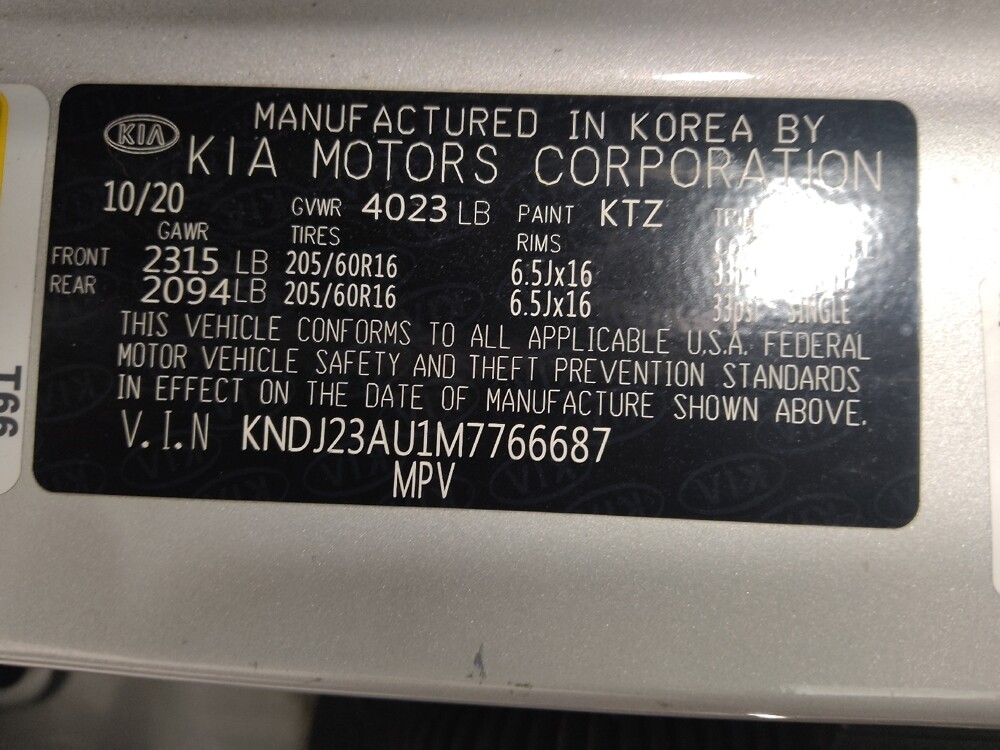 KIA
MANUFACTURED IN KOREA BY
KIA MOTORS CORPORATION
10/20 GVWR 4023 LB PAINT KTZ
GAWR TIRES RIMS
FRONT 2315 LB 205/60R16 6.5Jx16
REAR 2094 LB 205/60R16 6.5Jx16 33psi SINGLE
THIS VEHICLE CONFORMS TO ALL APPLICABLE U.S.A. FEDERAL
MOTOR VEHICLE SAFETY AND THEFT PREVENTION STANDARDS
IN EFFECT ON THE DATE OF MANUFACTURE SHOWN ABOVE.
V.I.N KNDJ23AU1M7766687
MPV